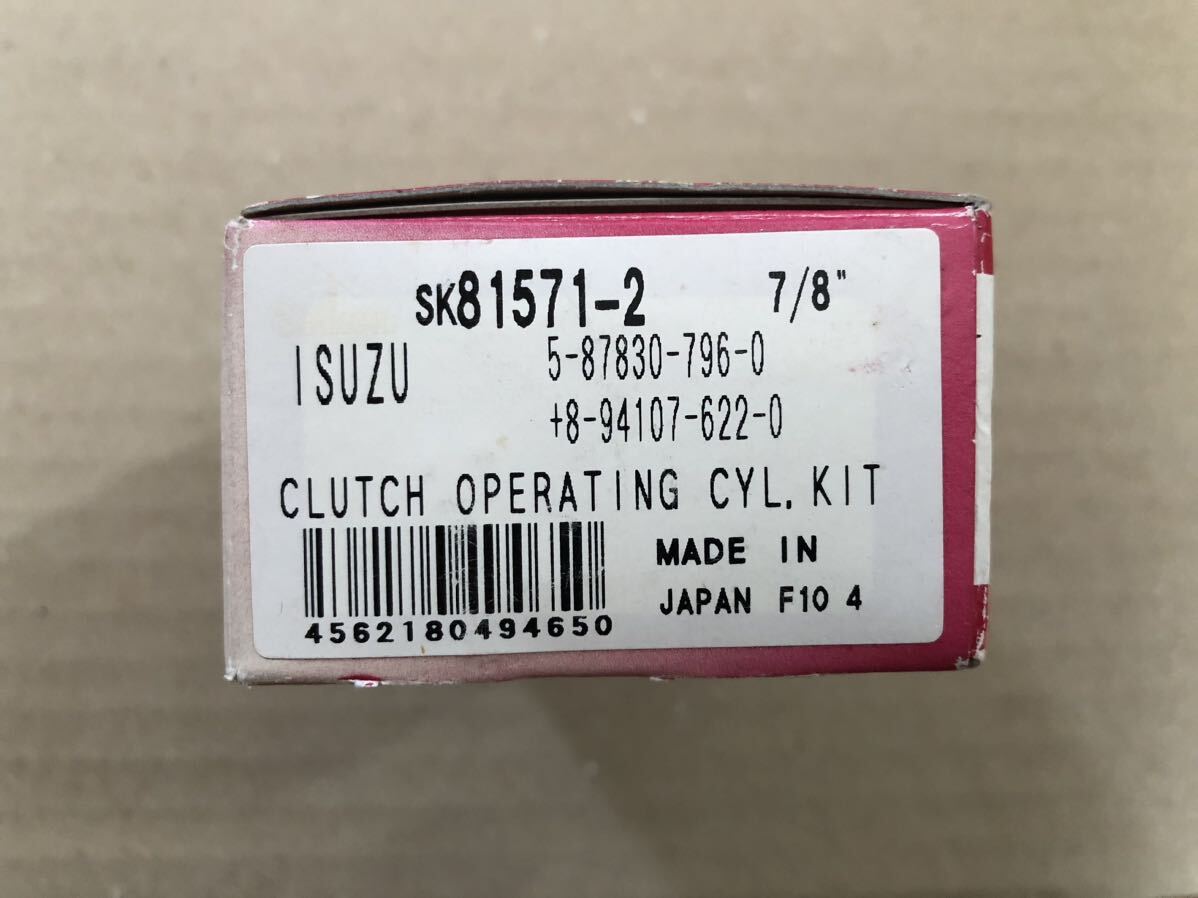 SK81571-2 7/8"
ISUZU 5-87830-796-0
+8-94107-622-0
CLUTCH OPERATING CYL. KIT
MADE IN
JAPAN F10 4
4562180494650